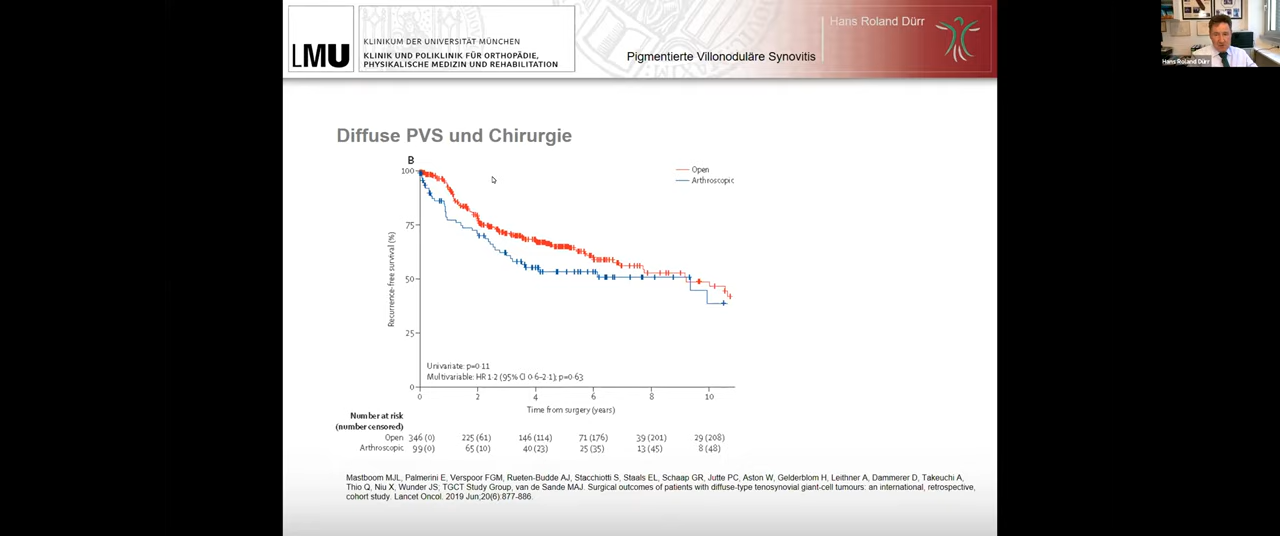 LMU
KLINIKUM DER UNIVERSITÄT MÜNCHEN
KLINIK UND POLIKLINIK FÜR ORTHOPÄDIE,
PHYSIKALISCHE MEDIZIN UND REHABILITATION
Hans Roland Dürr
Pigmentierte Villonoduläre Synovitis
Hans Roland Dürr
Diffuse PVS und Chirurgie
B
Open
Arthroscopic
100
75
50
25
0
Recurrence-free survival (%)
Univariate: p=0·11
Multivariable: HR 1·2 (95% CI 0·6–2·1); p=0·63
0 2 4 6 8 10
Time from surgery (years)
Number at risk
(number censored)
Open 346 (0) 225 (61) 146 (114) 71 (176) 39 (201) 29 (208)
Arthroscopic 99 (0) 65 (10) 40 (23) 25 (35) 13 (45) 8 (48)
Mastboom MJL, Palmerini E, Verspoor FGM, Rueten-Budde AJ, Stacchiotti S, Staals EL, Schaap GR, Jutte PC, Aston W, Gelderblom H, Leithner A, Dammerer D, Takeuchi A,
Thio Q, Niu X, Wunder JS; TGCT Study Group, van de Sande MAJ. Surgical outcomes of patients with diffuse-type tenosynovial giant-cell tumours: an international, retrospective,
cohort study. Lancet Oncol. 2019 Jun;20(6):877-886.